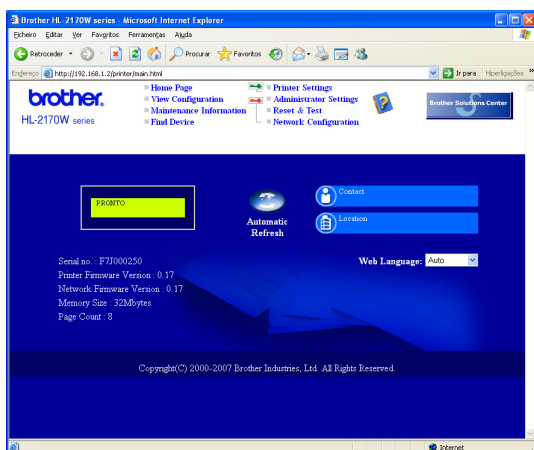 Brother HL-2170W series - Microsoft Internet Explorer
Ficheiro Editar Ver Favoritos Ferramentas Ajuda
Retroceder Procurar Favoritos
Endereço http://192.168.1.2/printer/main.html Ir para Hiperligações »
brother.
HL-2170W series
Home Page
View Configuration
Maintenance Information
Find Device
Printer Settings
Administrator Settings
Reset & Test
Network Configuration
Brother Solutions Center
PRONTO
Automatic
Refresh
Contact
Location
Serial no. : F7J000250
Printer Firmware Version : 0.17
Network Firmware Version : 0.17
Memory Size : 32Mbytes
Page Count : 8
Web Language: Auto
Copyright(C) 2000-2007 Brother Industries, Ltd. All Rights Reserved.
Internet